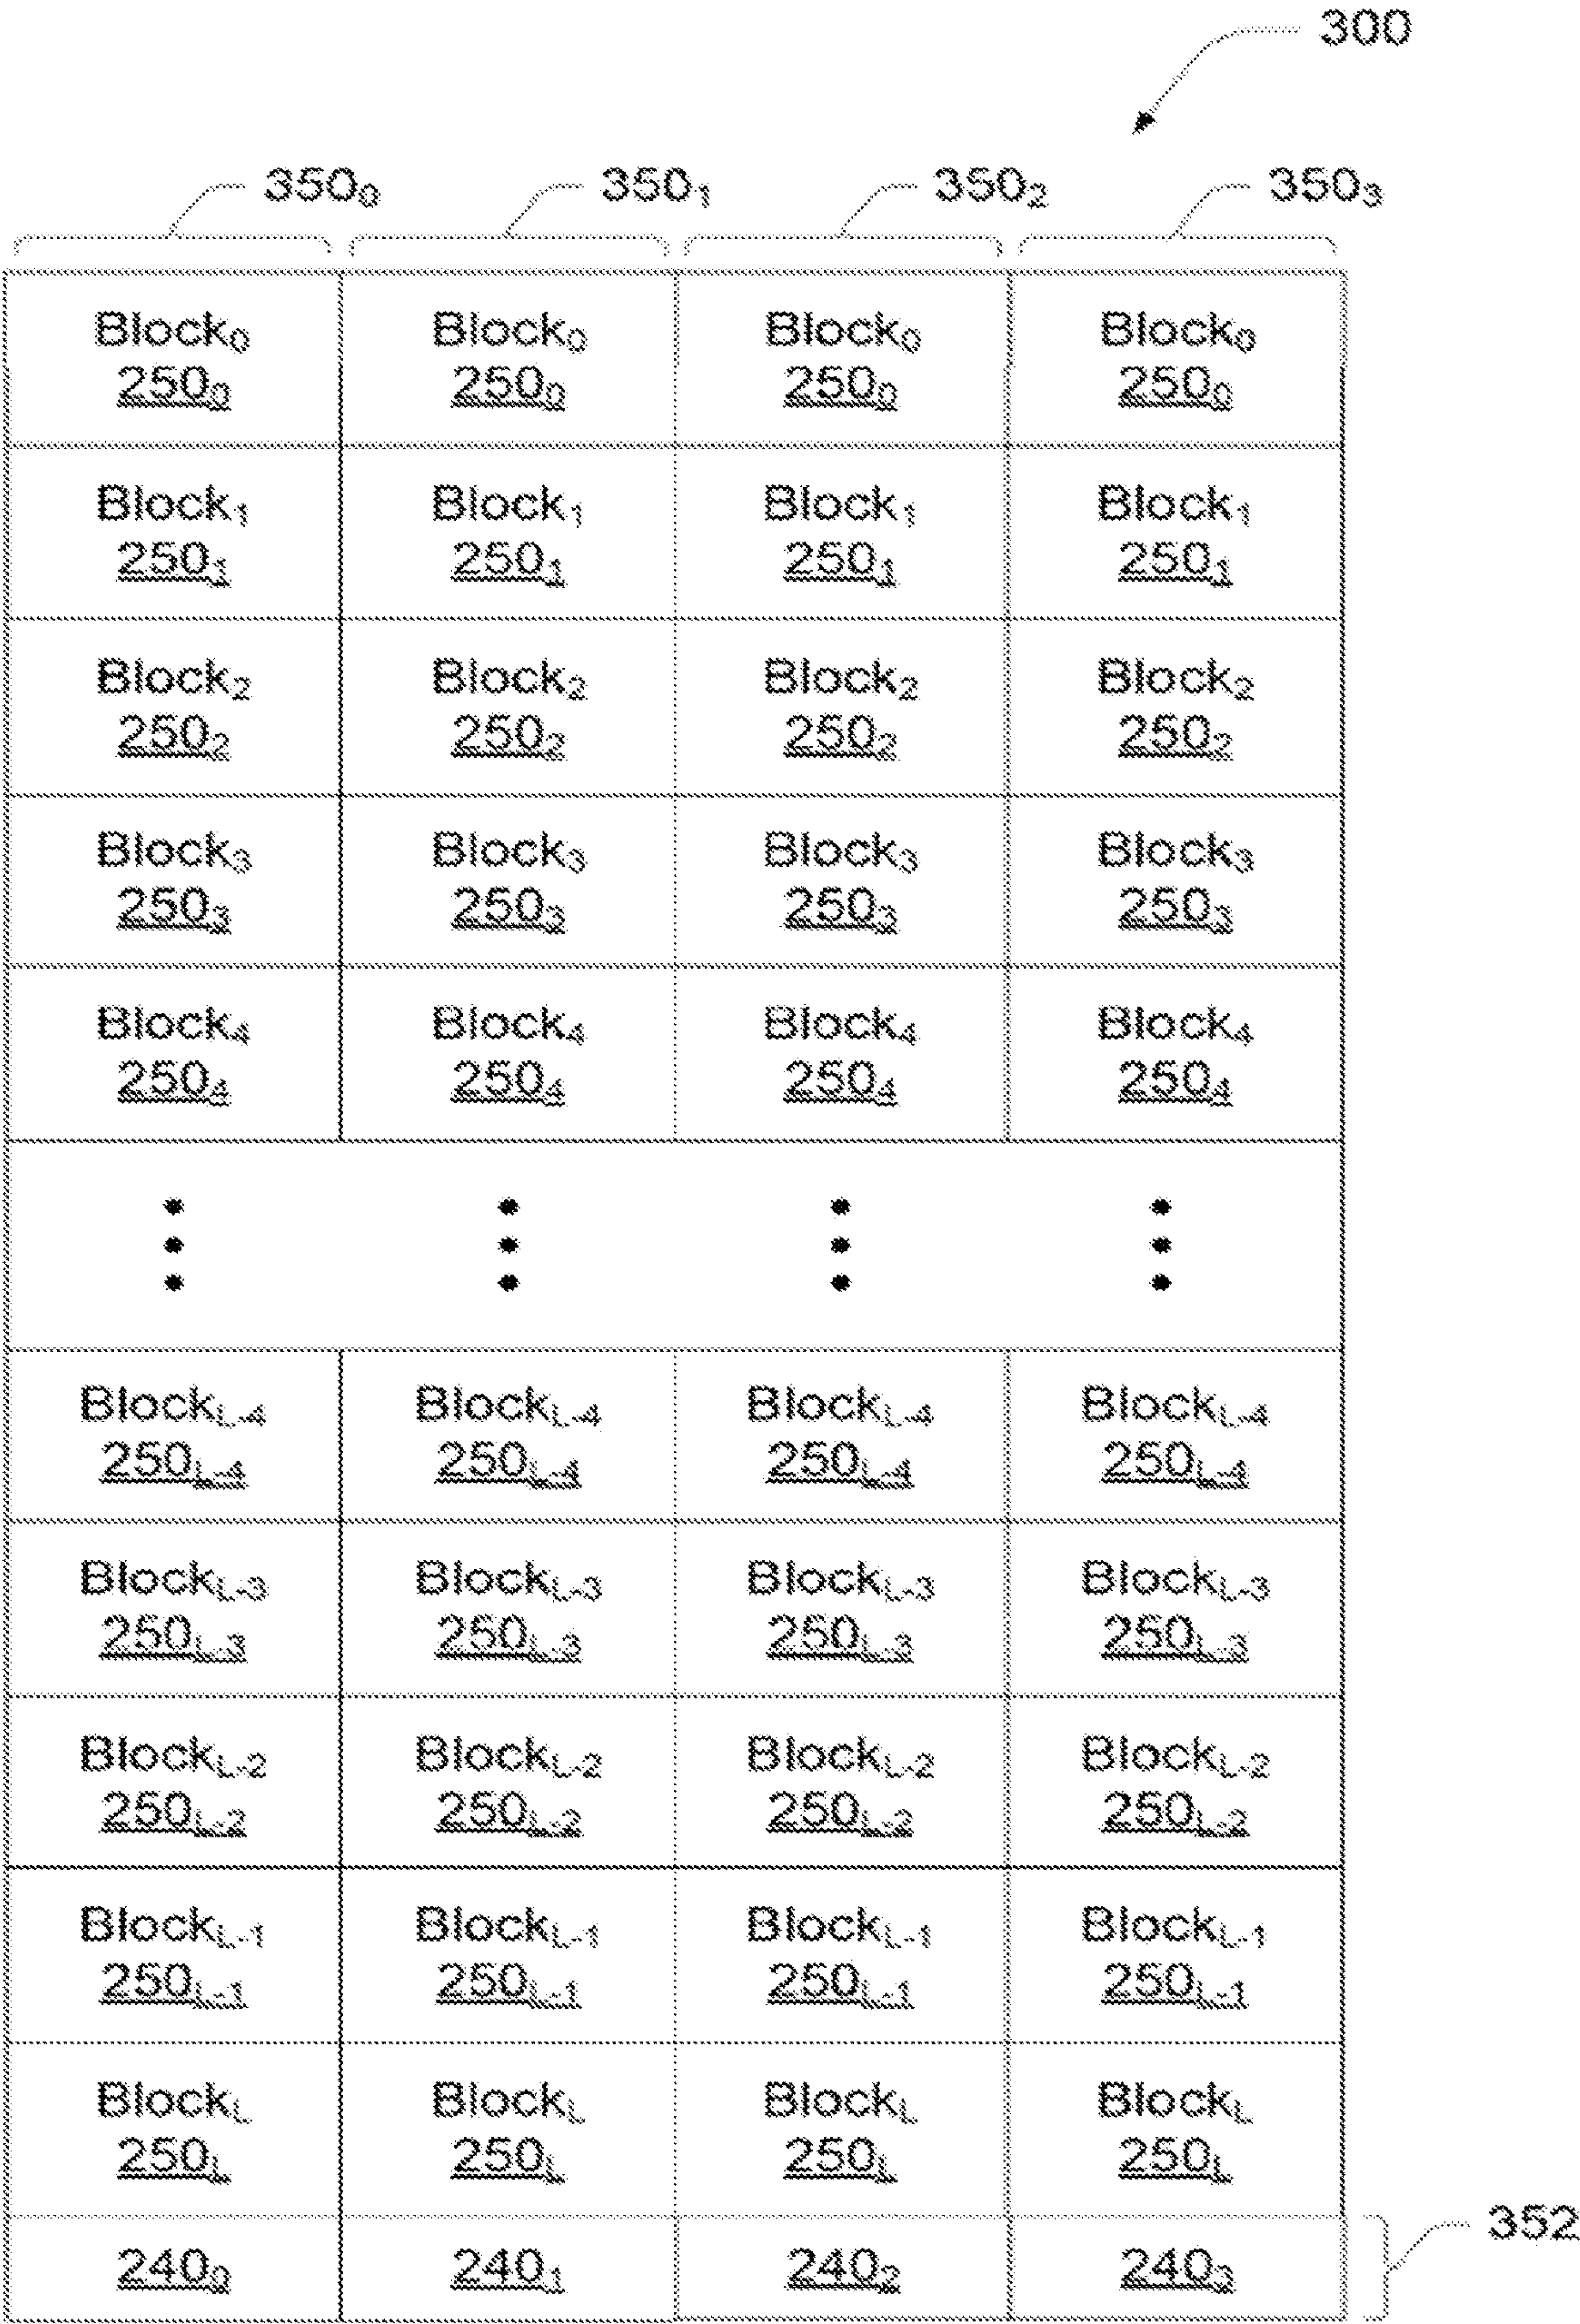 300
350₀ 350₁ 350₂ 350₃
Block₀ Block₀ Block₀ Block₀
250₀ 250₀ 250₀ 250₀
Block₁ Block₁ Block₁ Block₁
250₁ 250₁ 250₁ 250₁
Block₂ Block₂ Block₂ Block₂
250₂ 250₂ 250₂ 250₂
Block₃ Block₃ Block₃ Block₃
250₃ 250₃ 250₃ 250₃
Block₄ Block₄ Block₄ Block₄
250₄ 250₄ 250₄ 250₄
Block_L-4 Block_L-4 Block_L-4 Block_L-4
250_L-4 250_L-4 250_L-4 250_L-4
Block_L-3 Block_L-3 Block_L-3 Block_L-3
250_L-3 250_L-3 250_L-3 250_L-3
Block_L-2 Block_L-2 Block_L-2 Block_L-2
250_L-2 250_L-2 250_L-2 250_L-2
Block_L-1 Block_L-1 Block_L-1 Block_L-1
250_L-1 250_L-1 250_L-1 250_L-1
Block_L Block_L Block_L Block_L
250_L 250_L 250_L 250_L
352
240₀ 240₁ 240₂ 240₃